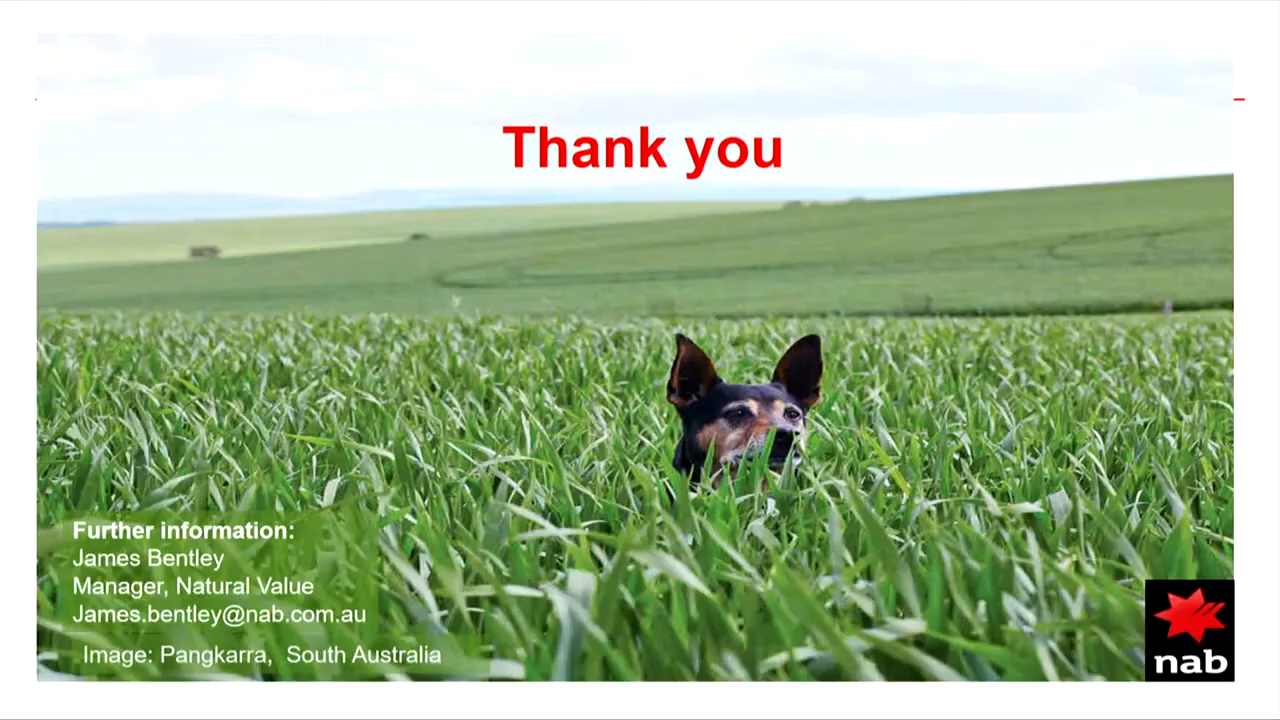 Thank you
Further information:
James Bentley
Manager, Natural Value
James.bentley@nab.com.au
Image: Pangkarra, South Australia
nab